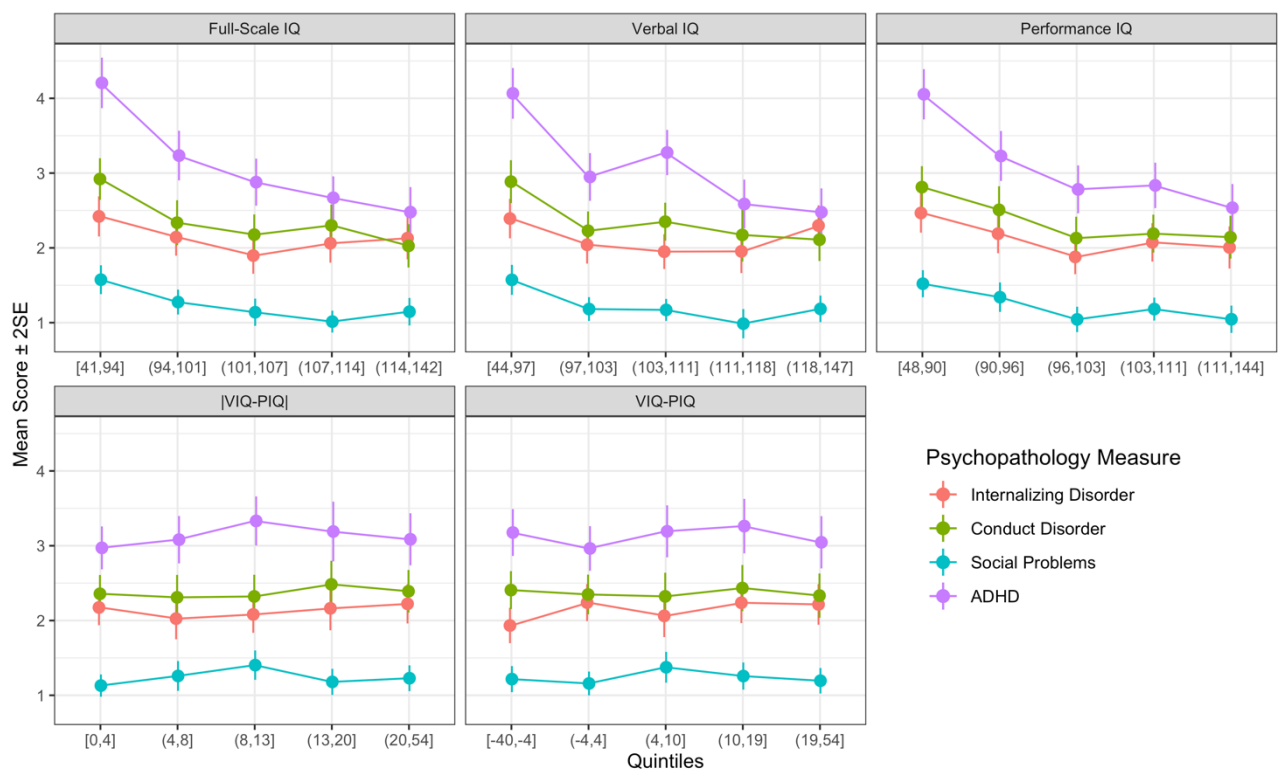 Full-Scale IQ
Verbal IQ
Performance IQ
4
3
2
1
[41,94] (94,101] (101,107] (107,114] (114,142]
[44,97] (97,103] (103,111] (111,118] (118,147]
[48,90] (90,96] (96,103] (103,111] (111,144]
Mean Score ± 2SE
|VIQ-PIQ|
VIQ-PIQ
4
3
2
1
[0,4] (4,8] (8,13] (13,20] (20,54]
[-40,-4] (-4,4] (4,10] (10,19] (19,54]
Quintiles
Psychopathology Measure
Internalizing Disorder
Conduct Disorder
Social Problems
ADHD